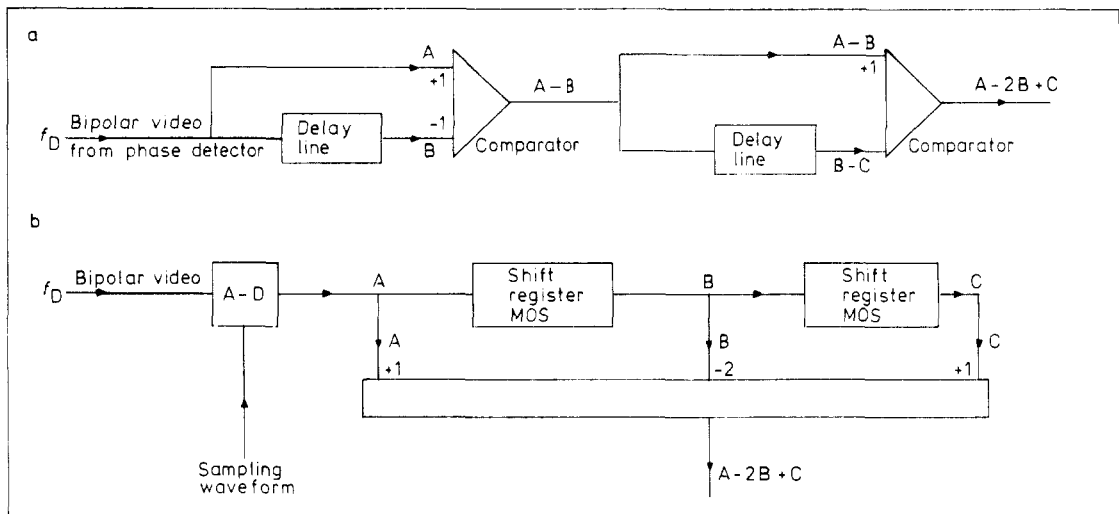 a
A
+1
A-B
A-B
+1
A-2B+C
f_D
Bipolar video
from phase detector
Delay
line
-1
B
Comparator
Delay
line
B-C
Comparator
b
f_D
Bipolar video
A-D
A
Shift
register
MOS
B
Shift
register
MOS
C
A
B
C
+1
-2
+1
Sampling
waveform
A-2B+C